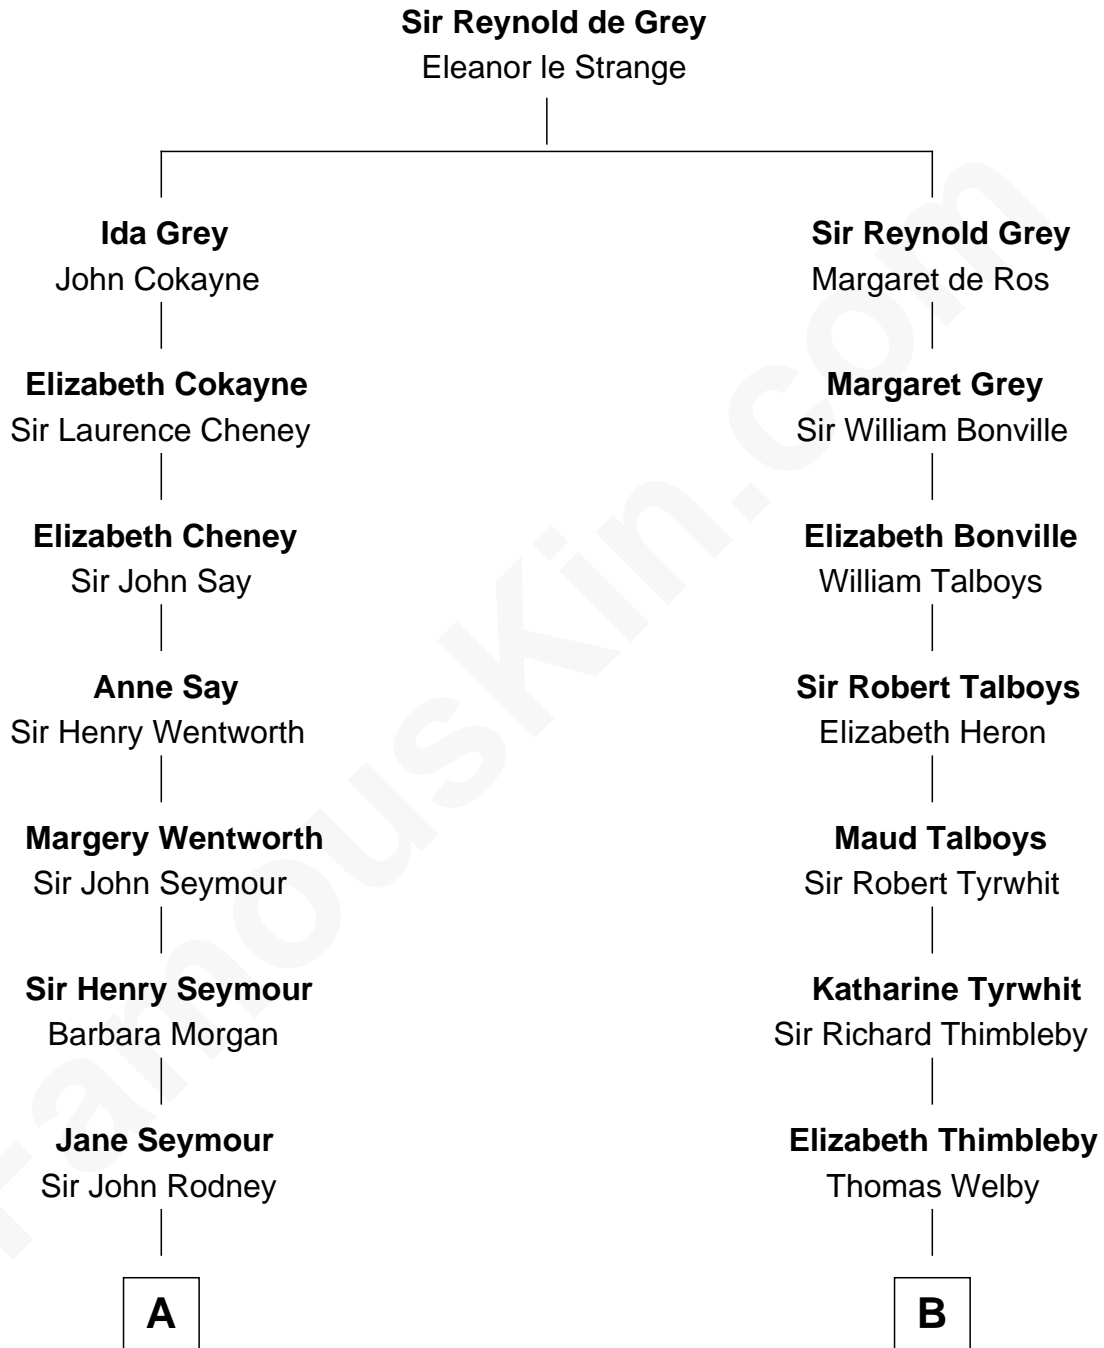 Sir Reynold de Grey
Eleanor le Strange
Ida Grey
John Cokayne
Sir Reynold Grey
Margaret de Ros
Elizabeth Cokayne
Sir Laurence Cheney
Margaret Grey
Sir William Bonville
Elizabeth Cheney
Sir John Say
Elizabeth Bonville
William Talboys
Anne Say
Sir Henry Wentworth
Sir Robert Talboys
Elizabeth Heron
Margery Wentworth
Sir John Seymour
Maud Talboys
Sir Robert Tyrwhit
Sir Henry Seymour
Barbara Morgan
Katharine Tyrwhit
Sir Richard Thimbleby
Jane Seymour
Sir John Rodney
Elizabeth Thimbleby
Thomas Welby
A
B
FamousKin.com